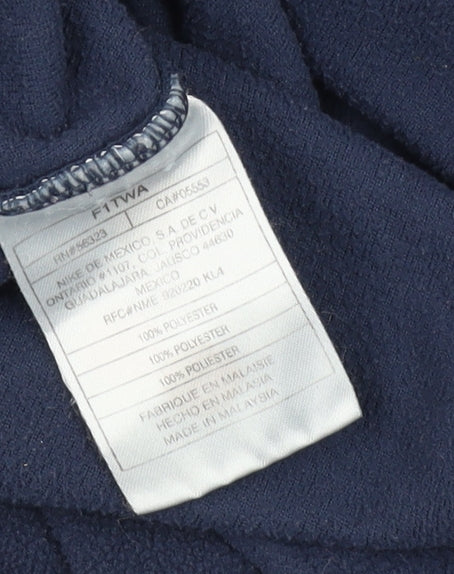 F1TWA
RN#56323 CA#05553
NIKE DE MEXICO, S.A. DE C.V.
ONTARIO #1107, COL. PROVIDENCIA
GUADALAJARA, JALISCO 44630
MEXICO
RFC#NME 920220 KL4
100% POLYESTER
100% POLYESTER
100% POLYESTER
FABRIQUE EN MALAISIE
HECHO EN MALASIA
MADE IN MALAYSIA